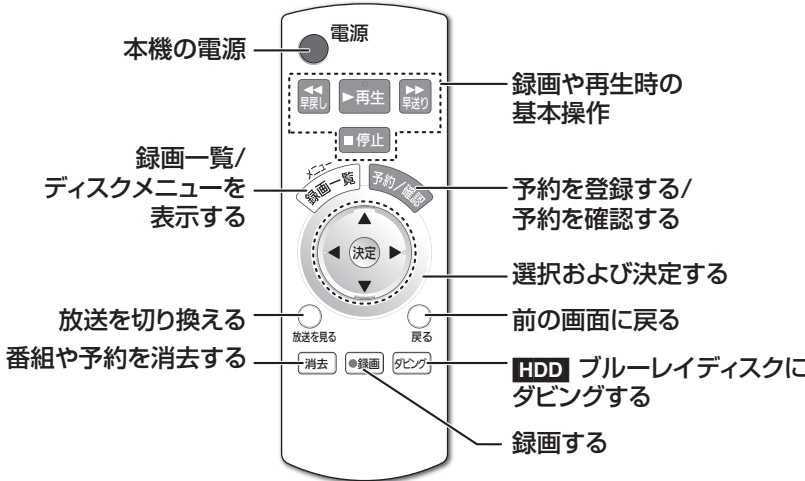 電源
本機の電源
◀◀
早戻し
▶再生
▶▶
早送り
録画や再生時の
基本操作
■停止
録画一覧/
ディスクメニューを
表示する
メニュー
録画一覧
予約/確認
予約を登録する/
予約を確認する
▲
◀ 決定 ▶
▼
選択および決定する
放送を切り換える
放送を見る
戻る
前の画面に戻る
番組や予約を消去する
消去
●録画
ダビング
HDD ブルーレイディスクに
ダビングする
録画する